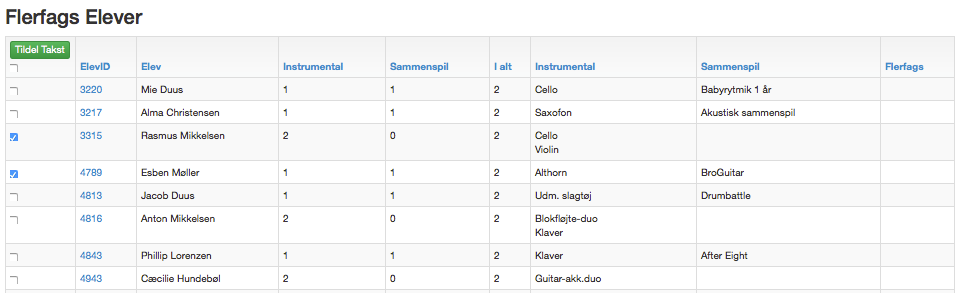 Flerfags Elever
Tildel Takst
ElevID Elev Instrumental Sammenspil I alt Instrumental Sammenspil Flerfags
3220 Mie Duus 1 1 2 Cello Babyrytmik 1 år
3217 Alma Christensen 1 1 2 Saxofon Akustisk sammenspil
3315 Rasmus Mikkelsen 2 0 2 Cello
Violin
4789 Esben Møller 1 1 2 Althorn BroGuitar
4813 Jacob Duus 1 1 2 Udm. slagtøj Drumbattle
4816 Anton Mikkelsen 2 0 2 Blokfløjte-duo
Klaver
4843 Phillip Lorenzen 1 1 2 Klaver After Eight
4943 Cæcilie Hundebøl 2 0 2 Guitar-akk.duo